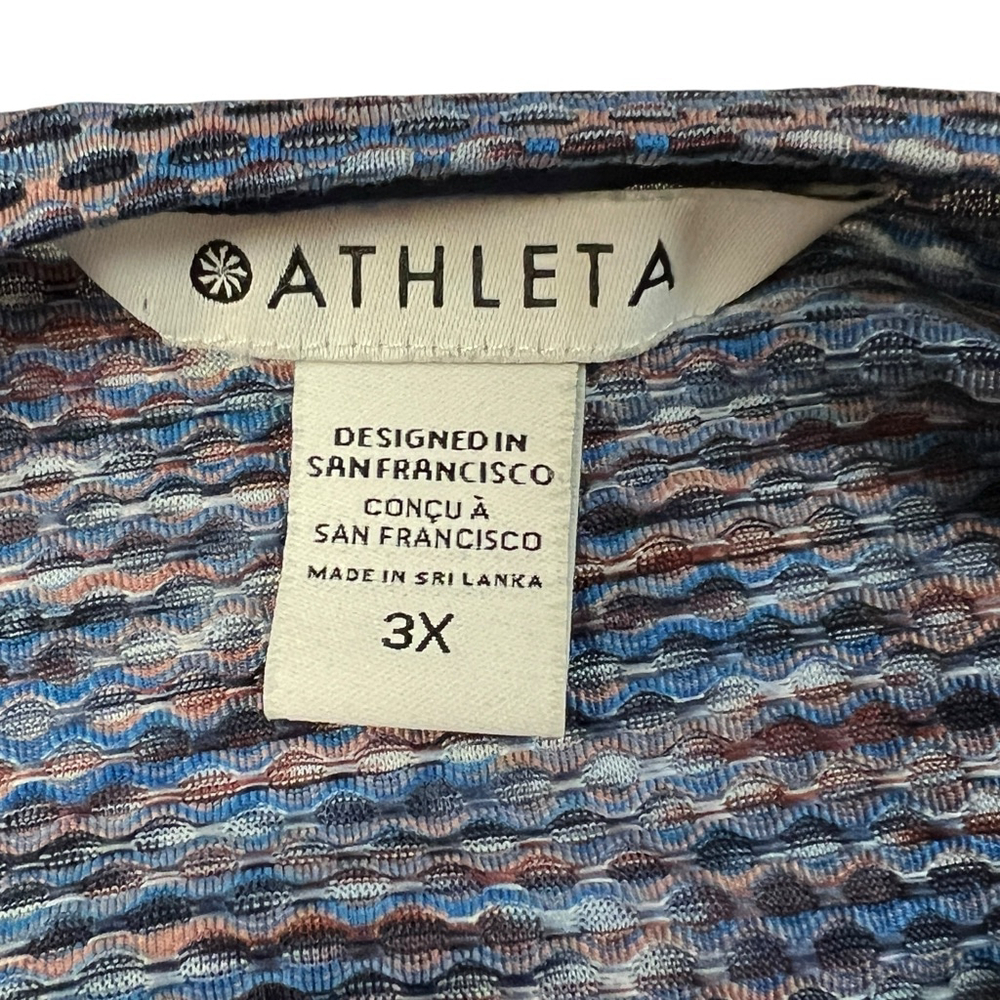 ATHLETA
DESIGNED IN
SAN FRANCISCO
CONÇU À
SAN FRANCISCO
MADE IN SRI LANKA
3X